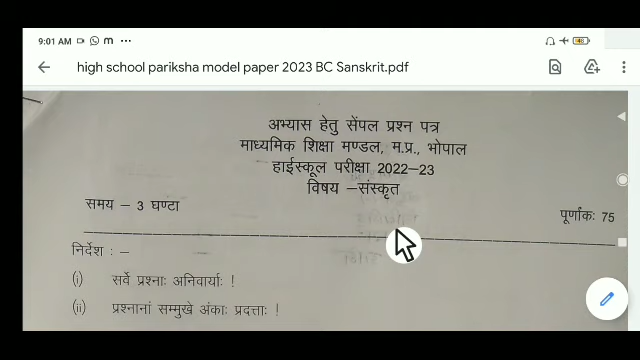 9:01 AM m ...
48
high school pariksha model paper 2023 BC Sanskrit.pdf
अभ्यास हेतु सेंपल प्रश्न पत्र
माध्यमिक शिक्षा मण्डल, म.प्र., भोपाल
हाईस्कूल परीक्षा 2022–23
विषय –संस्कृत
समय – 3 घण्टा
पूर्णांकः 75
निर्देश : –
(i) सर्वे प्रश्नाः अनिवार्याः !
(ii) प्रश्नानां सम्मुखे अंकाः प्रदत्ताः !